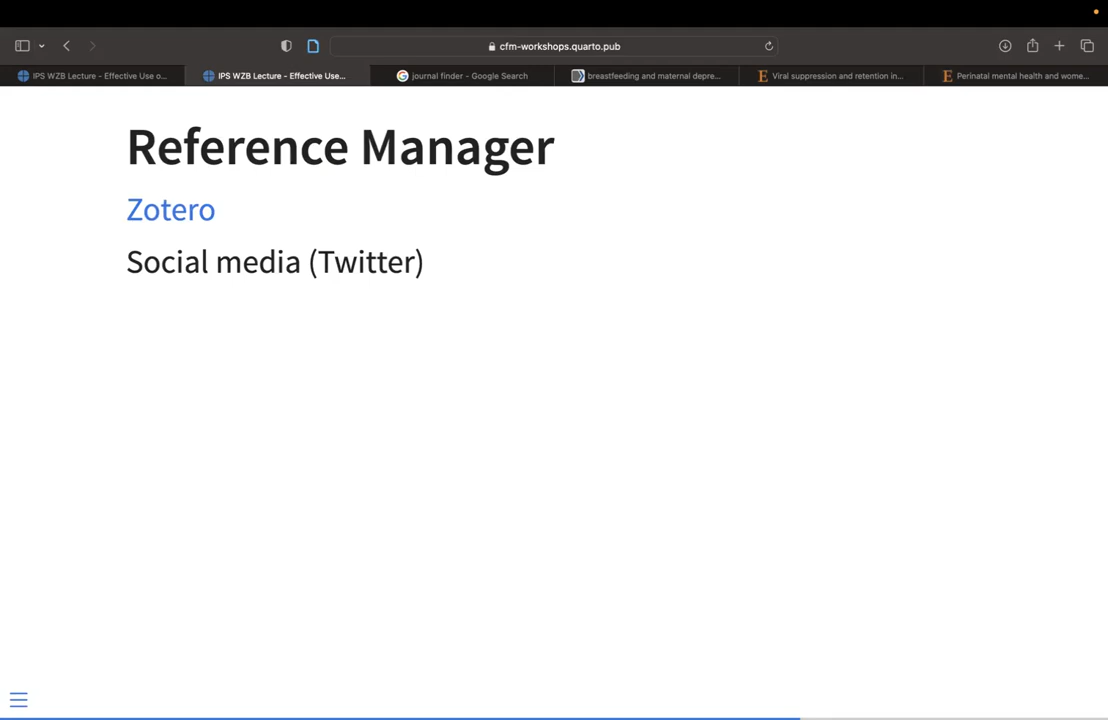 cfm-workshops.quarto.pub
IPS WZB Lecture - Effective Use o...
IPS WZB Lecture - Effective Use...
journal finder - Google Search
breastfeeding and maternal depre...
Viral suppression and retention in...
Perinatal mental health and wome...
Reference Manager
Zotero
Social media (Twitter)